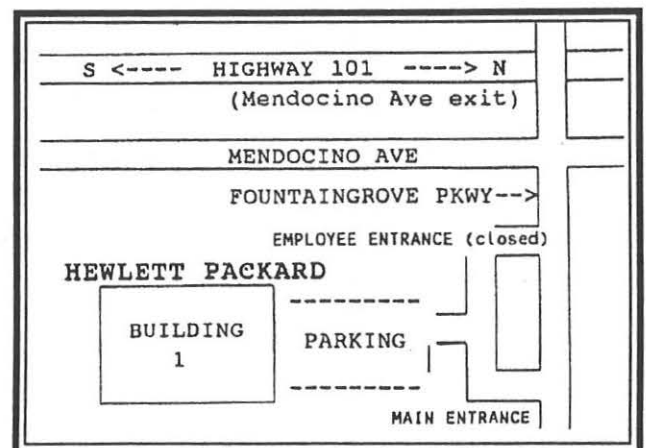 S <---- HIGHWAY 101 ----> N
(Mendocino Ave exit)
MENDOCINO AVE
FOUNTAINGROVE PKWY-->
EMPLOYEE ENTRANCE (closed)
HEWLETT PACKARD
BUILDING
1
PARKING
MAIN ENTRANCE